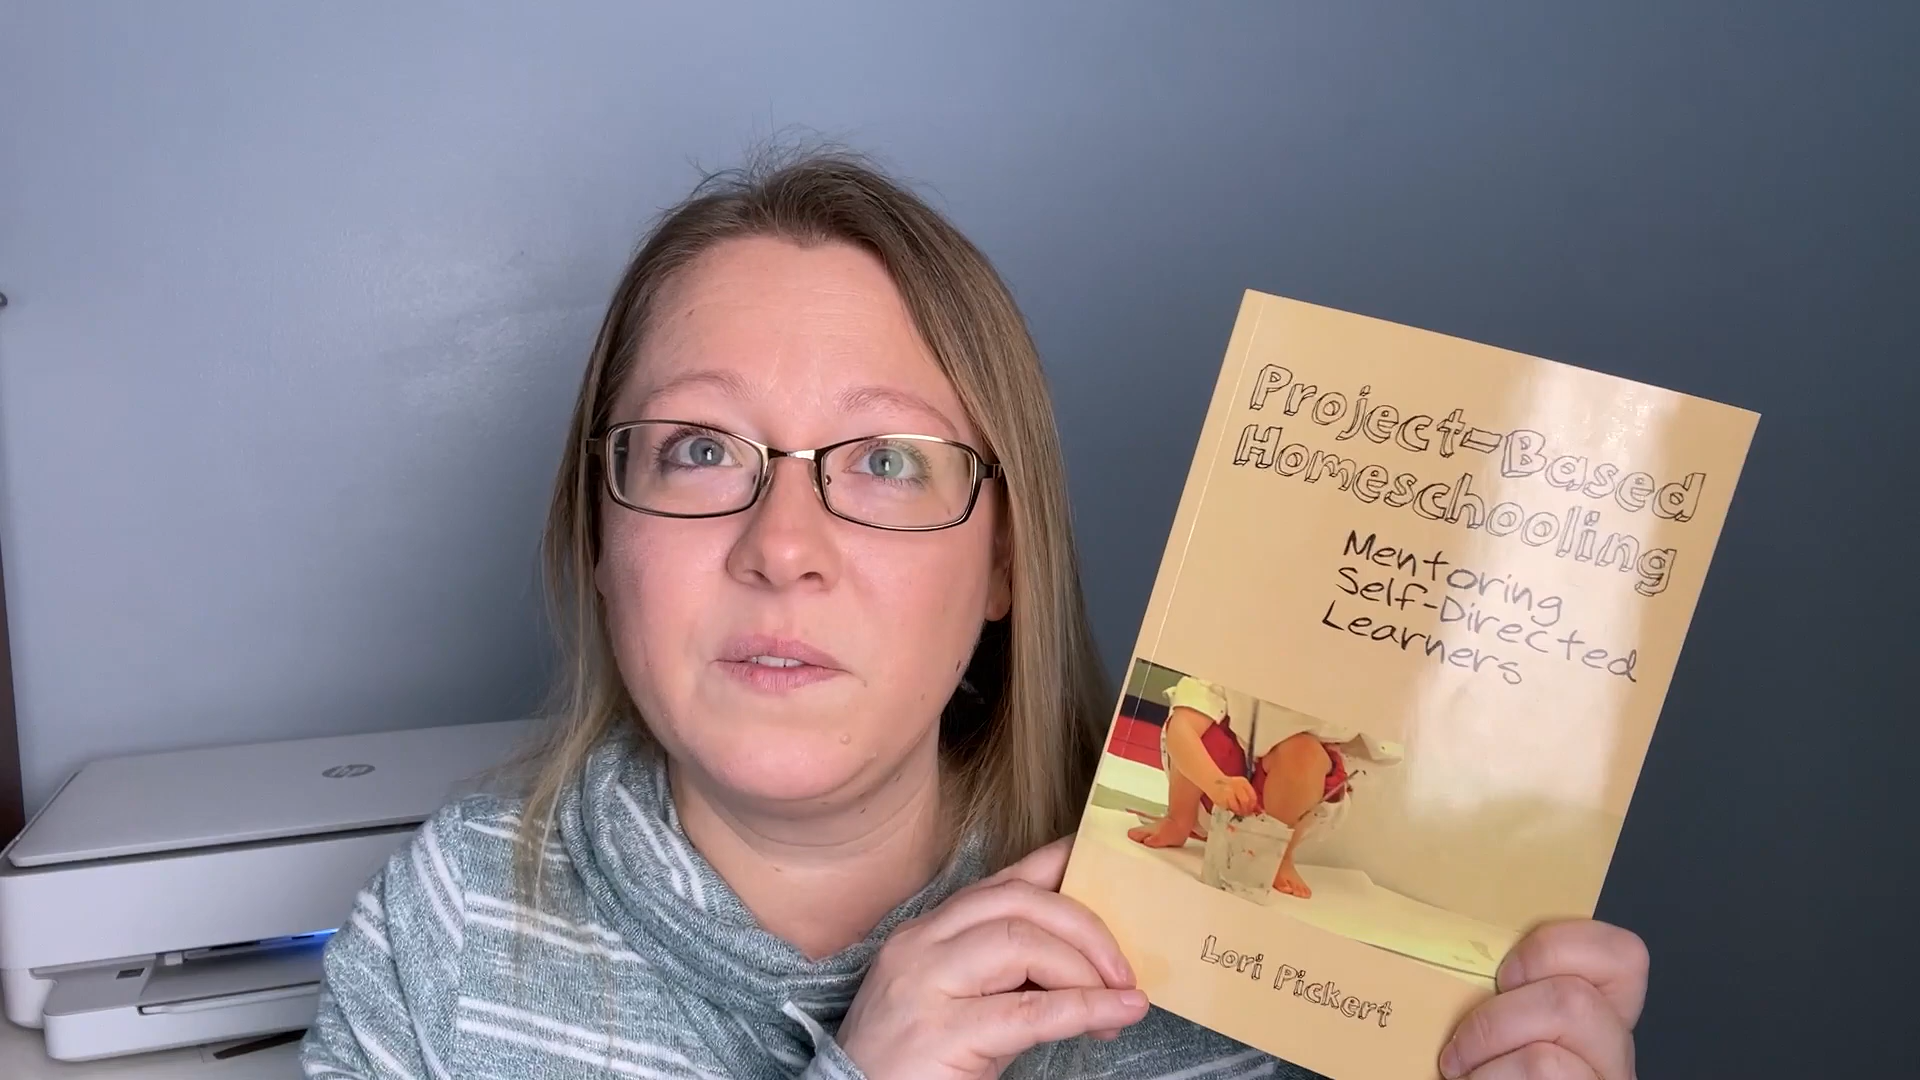 Project-Based
Homeschooling
Mentoring
Self-Directed
Learners
Lori Pickert
hp